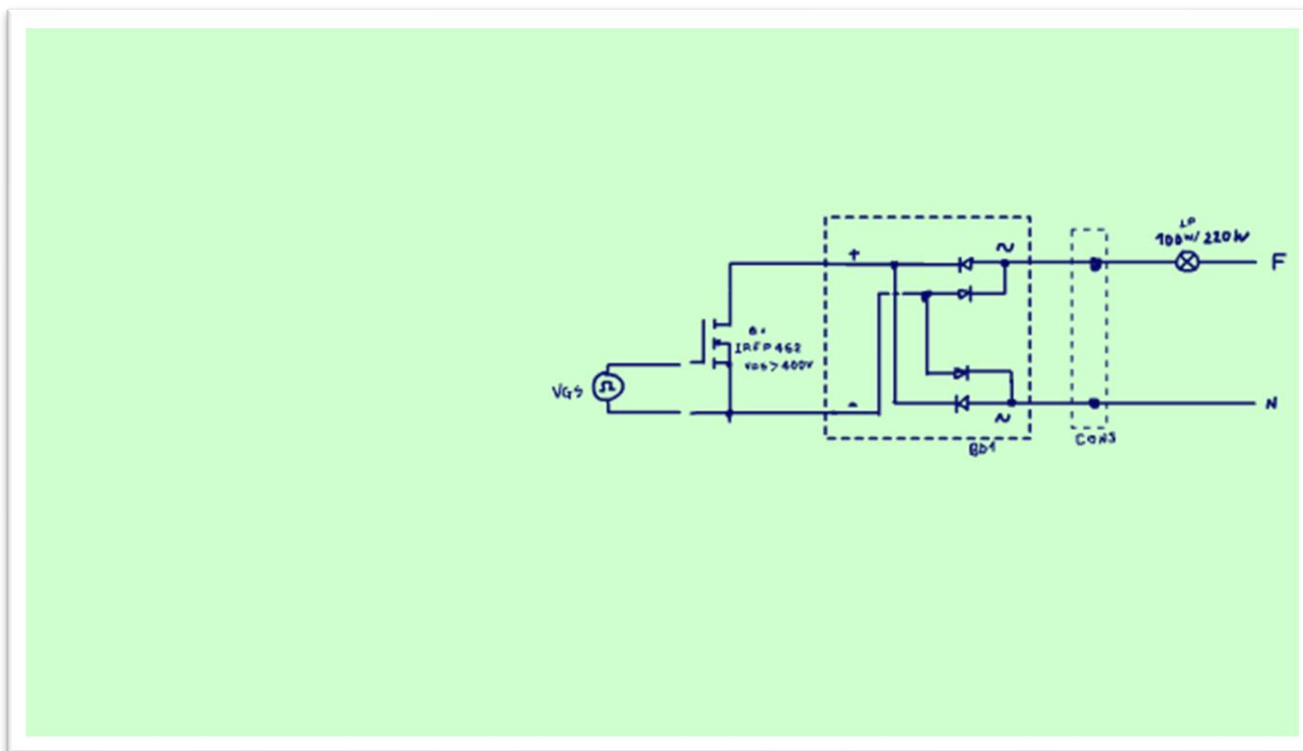 LP
100W/220W
F
+
~
Q1
IRFP462
VDS>400V
VGS
-
~
N
BD1
CON3